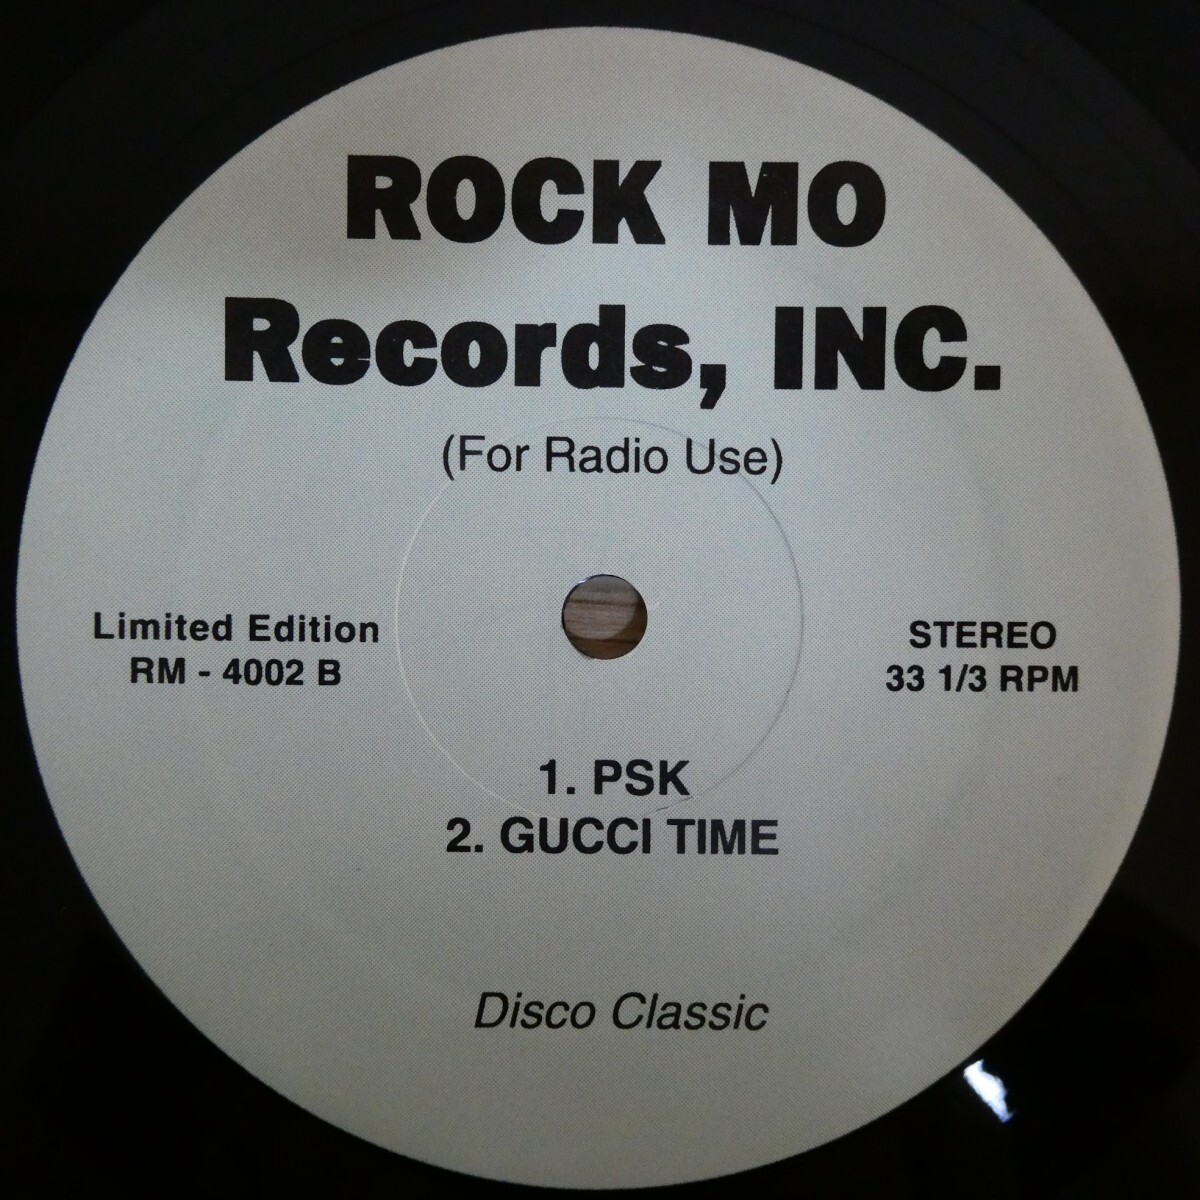 ROCK MO
Records, INC.
(For Radio Use)
Limited Edition
RM - 4002 B
STEREO
33 1/3 RPM
1. PSK
2. GUCCI TIME
Disco Classic